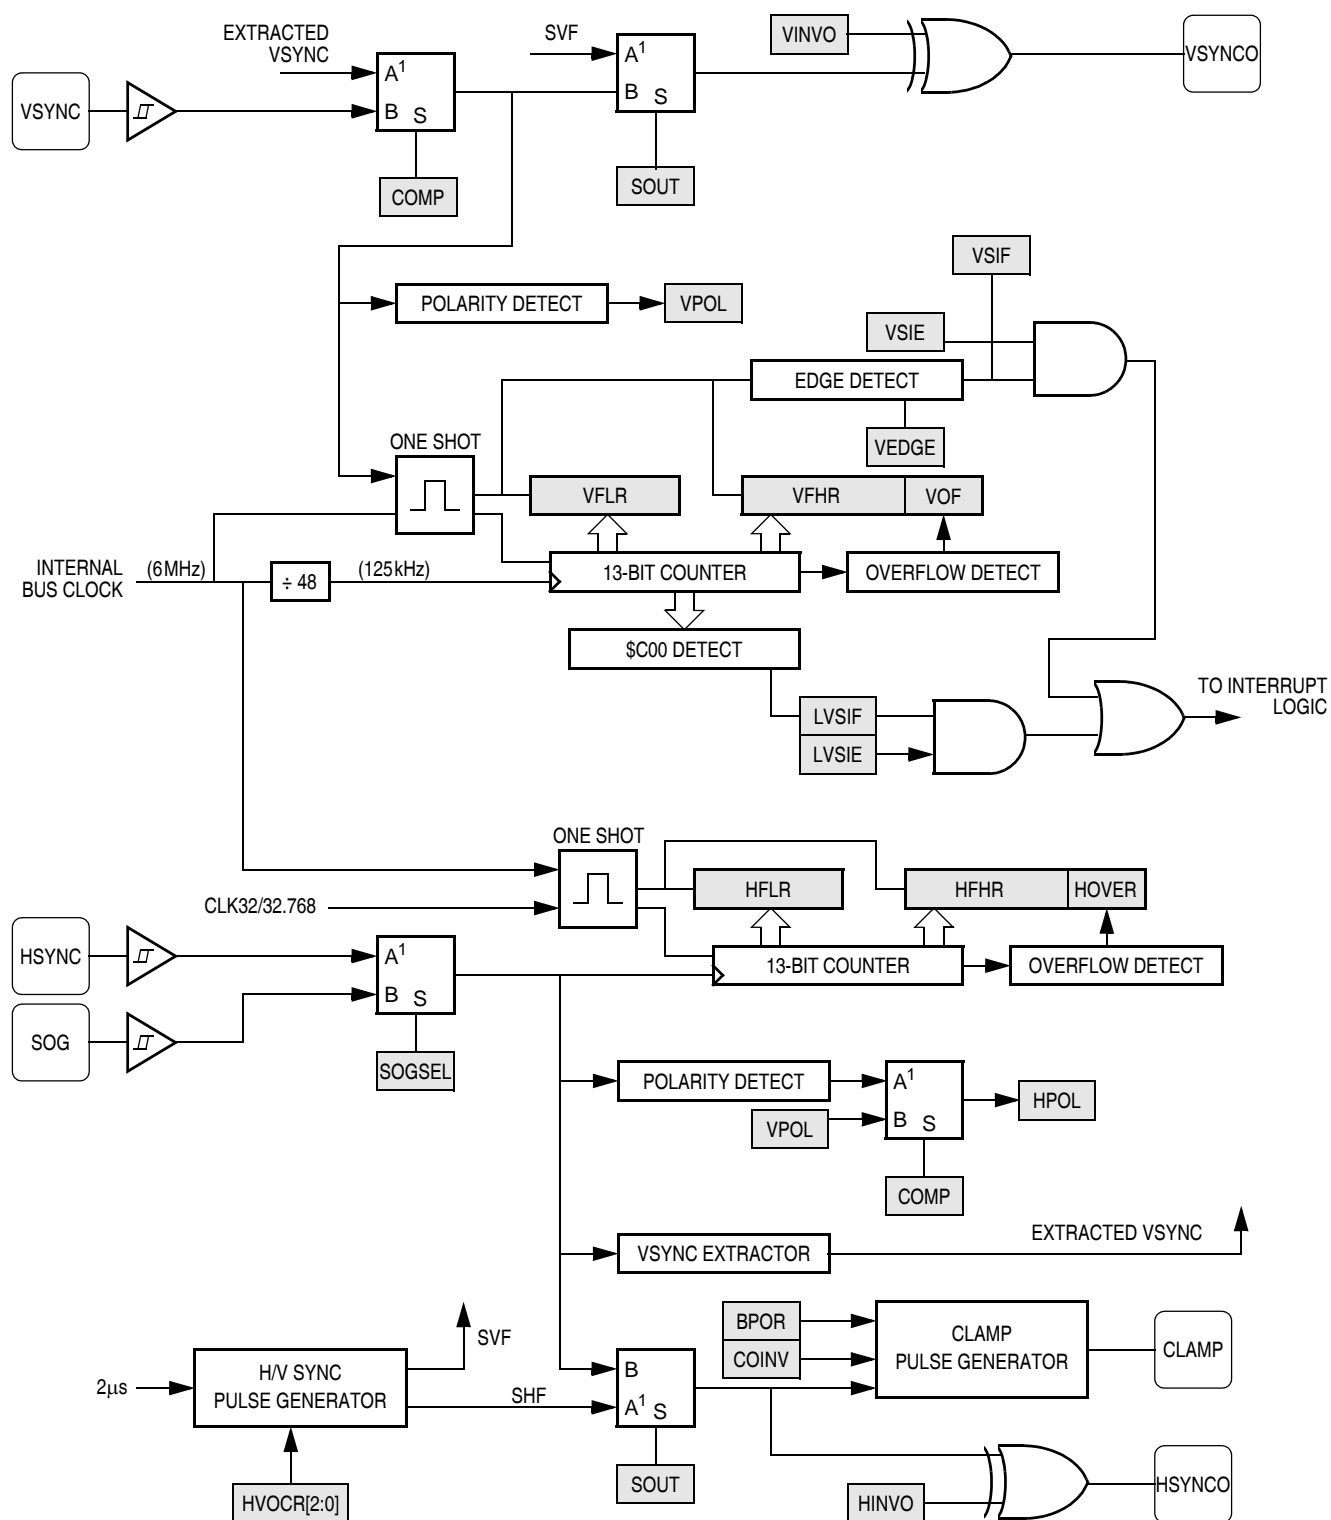 EXTRACTED
VSYNC
SVF
VINVO
VSYNCO
A1
B S
A1
B S
VSYNC
COMP
SOUT
VSIF
POLARITY DETECT
VPOL
VSIE
EDGE DETECT
VEDGE
ONE SHOT
VFLR
VFHR
VOF
INTERNAL
BUS CLOCK
(6MHz)
÷ 48
(125kHz)
13-BIT COUNTER
OVERFLOW DETECT
$C00 DETECT
LVSIF
LVSIE
TO INTERRUPT
LOGIC
ONE SHOT
HFLR
HFHR
HOVER
CLK32/32.768
HSYNC
A1
B S
13-BIT COUNTER
OVERFLOW DETECT
SOG
SOGSEL
POLARITY DETECT
A1
B S
HPOL
VPOL
COMP
VSYNC EXTRACTOR
EXTRACTED VSYNC
SVF
BPOR
COINV
CLAMP
PULSE GENERATOR
CLAMP
2μs
H/V SYNC
PULSE GENERATOR
SHF
B
A1 S
SOUT
HVOCR[2:0]
HINVO
HSYNCO